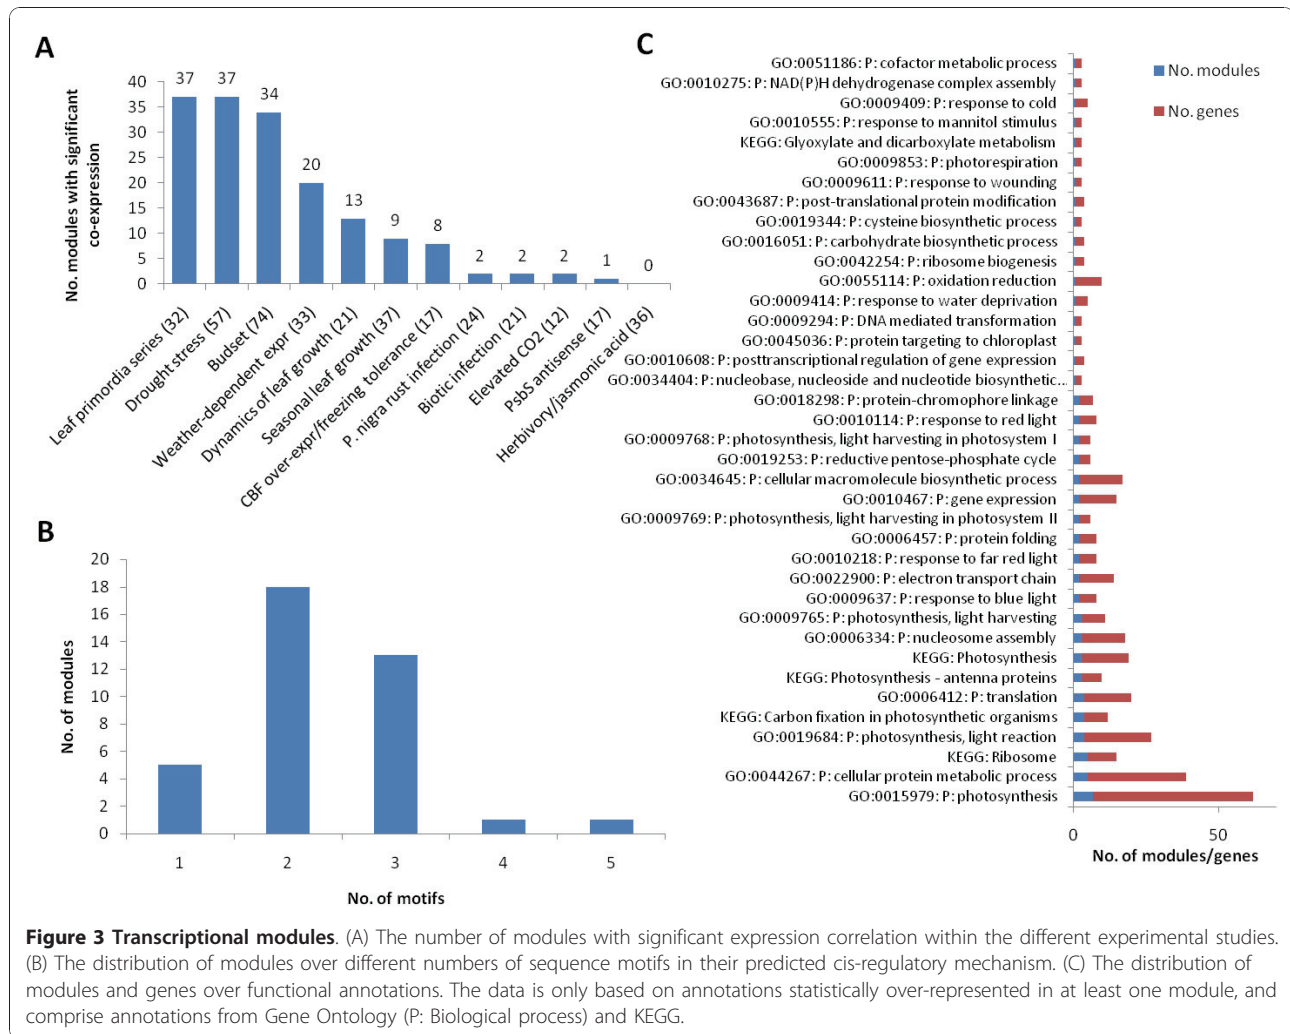 A
No. modules with significant
co-expression
40
35
30
25
20
15
10
5
0
37
37
34
20
13
9
8
2
2
2
1
0
Leaf primordia series (32)
Drought stress (57)
Budset (74)
Weather-dependent expr (33)
Dynamics of leaf growth (21)
Seasonal leaf growth (37)
CBF over-expr/freezing tolerance (17)
P. nigra rust infection (24)
Biotic infection (21)
Elevated CO2 (12)
PsbS antisense (17)
Herbivory/jasmonic acid (36)
B
No. of modules
20
18
16
14
12
10
8
6
4
2
0
1
2
3
4
5
No. of motifs
C
GO:0051186: P: cofactor metabolic process
GO:0010275: P: NAD(P)H dehydrogenase complex assembly
GO:0009409: P: response to cold
GO:0010555: P: response to mannitol stimulus
KEGG: Glyoxylate and dicarboxylate metabolism
GO:0009853: P: photorespiration
GO:0009611: P: response to wounding
GO:0043687: P: post-translational protein modification
GO:0019344: P: cysteine biosynthetic process
GO:0016051: P: carbohydrate biosynthetic process
GO:0042254: P: ribosome biogenesis
GO:0055114: P: oxidation reduction
GO:0009414: P: response to water deprivation
GO:0009294: P: DNA mediated transformation
GO:0045036: P: protein targeting to chloroplast
GO:0010608: P: posttranscriptional regulation of gene expression
GO:0034404: P: nucleobase, nucleoside and nucleotide biosynthetic...
GO:0018298: P: protein-chromophore linkage
GO:0010114: P: response to red light
GO:0009768: P: photosynthesis, light harvesting in photosystem I
GO:0019253: P: reductive pentose-phosphate cycle
GO:0034645: P: cellular macromolecule biosynthetic process
GO:0010467: P: gene expression
GO:0009769: P: photosynthesis, light harvesting in photosystem II
GO:0006457: P: protein folding
GO:0010218: P: response to far red light
GO:0022900: P: electron transport chain
GO:0009637: P: response to blue light
GO:0009765: P: photosynthesis, light harvesting
GO:0006334: P: nucleosome assembly
KEGG: Photosynthesis
KEGG: Photosynthesis - antenna proteins
GO:0006412: P: translation
KEGG: Carbon fixation in photosynthetic organisms
GO:0019684: P: photosynthesis, light reaction
KEGG: Ribosome
GO:0044267: P: cellular protein metabolic process
GO:0015979: P: photosynthesis
0
50
No. of modules/genes
No. modules
No. genes
Figure 3 Transcriptional modules. (A) The number of modules with significant expression correlation within the different experimental studies.
(B) The distribution of modules over different numbers of sequence motifs in their predicted cis-regulatory mechanism. (C) The distribution of
modules and genes over functional annotations. The data is only based on annotations statistically over-represented in at least one module, and
comprise annotations from Gene Ontology (P: Biological process) and KEGG.